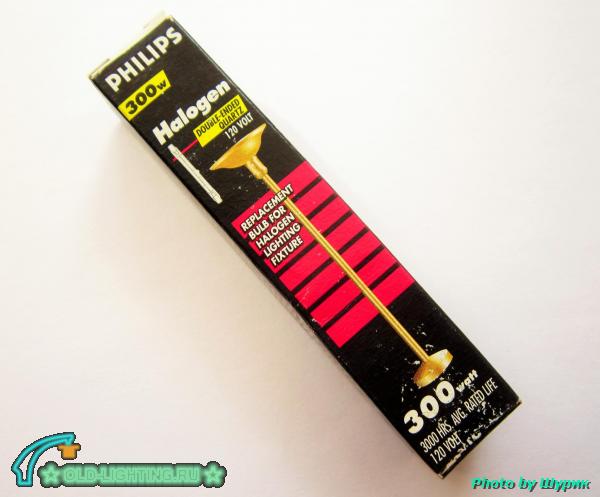 PHILIPS
300w
Halogen
DOUBLE-ENDED
QUARTZ
120 VOLT
REPLACEMENT
BULB FOR
HALOGEN
LIGHTING
FIXTURE
300 watt
3000 HRS. AVG. RATED LIFE
120 VOLT
OLD-LIGHTING.RU
Photo by Шурик